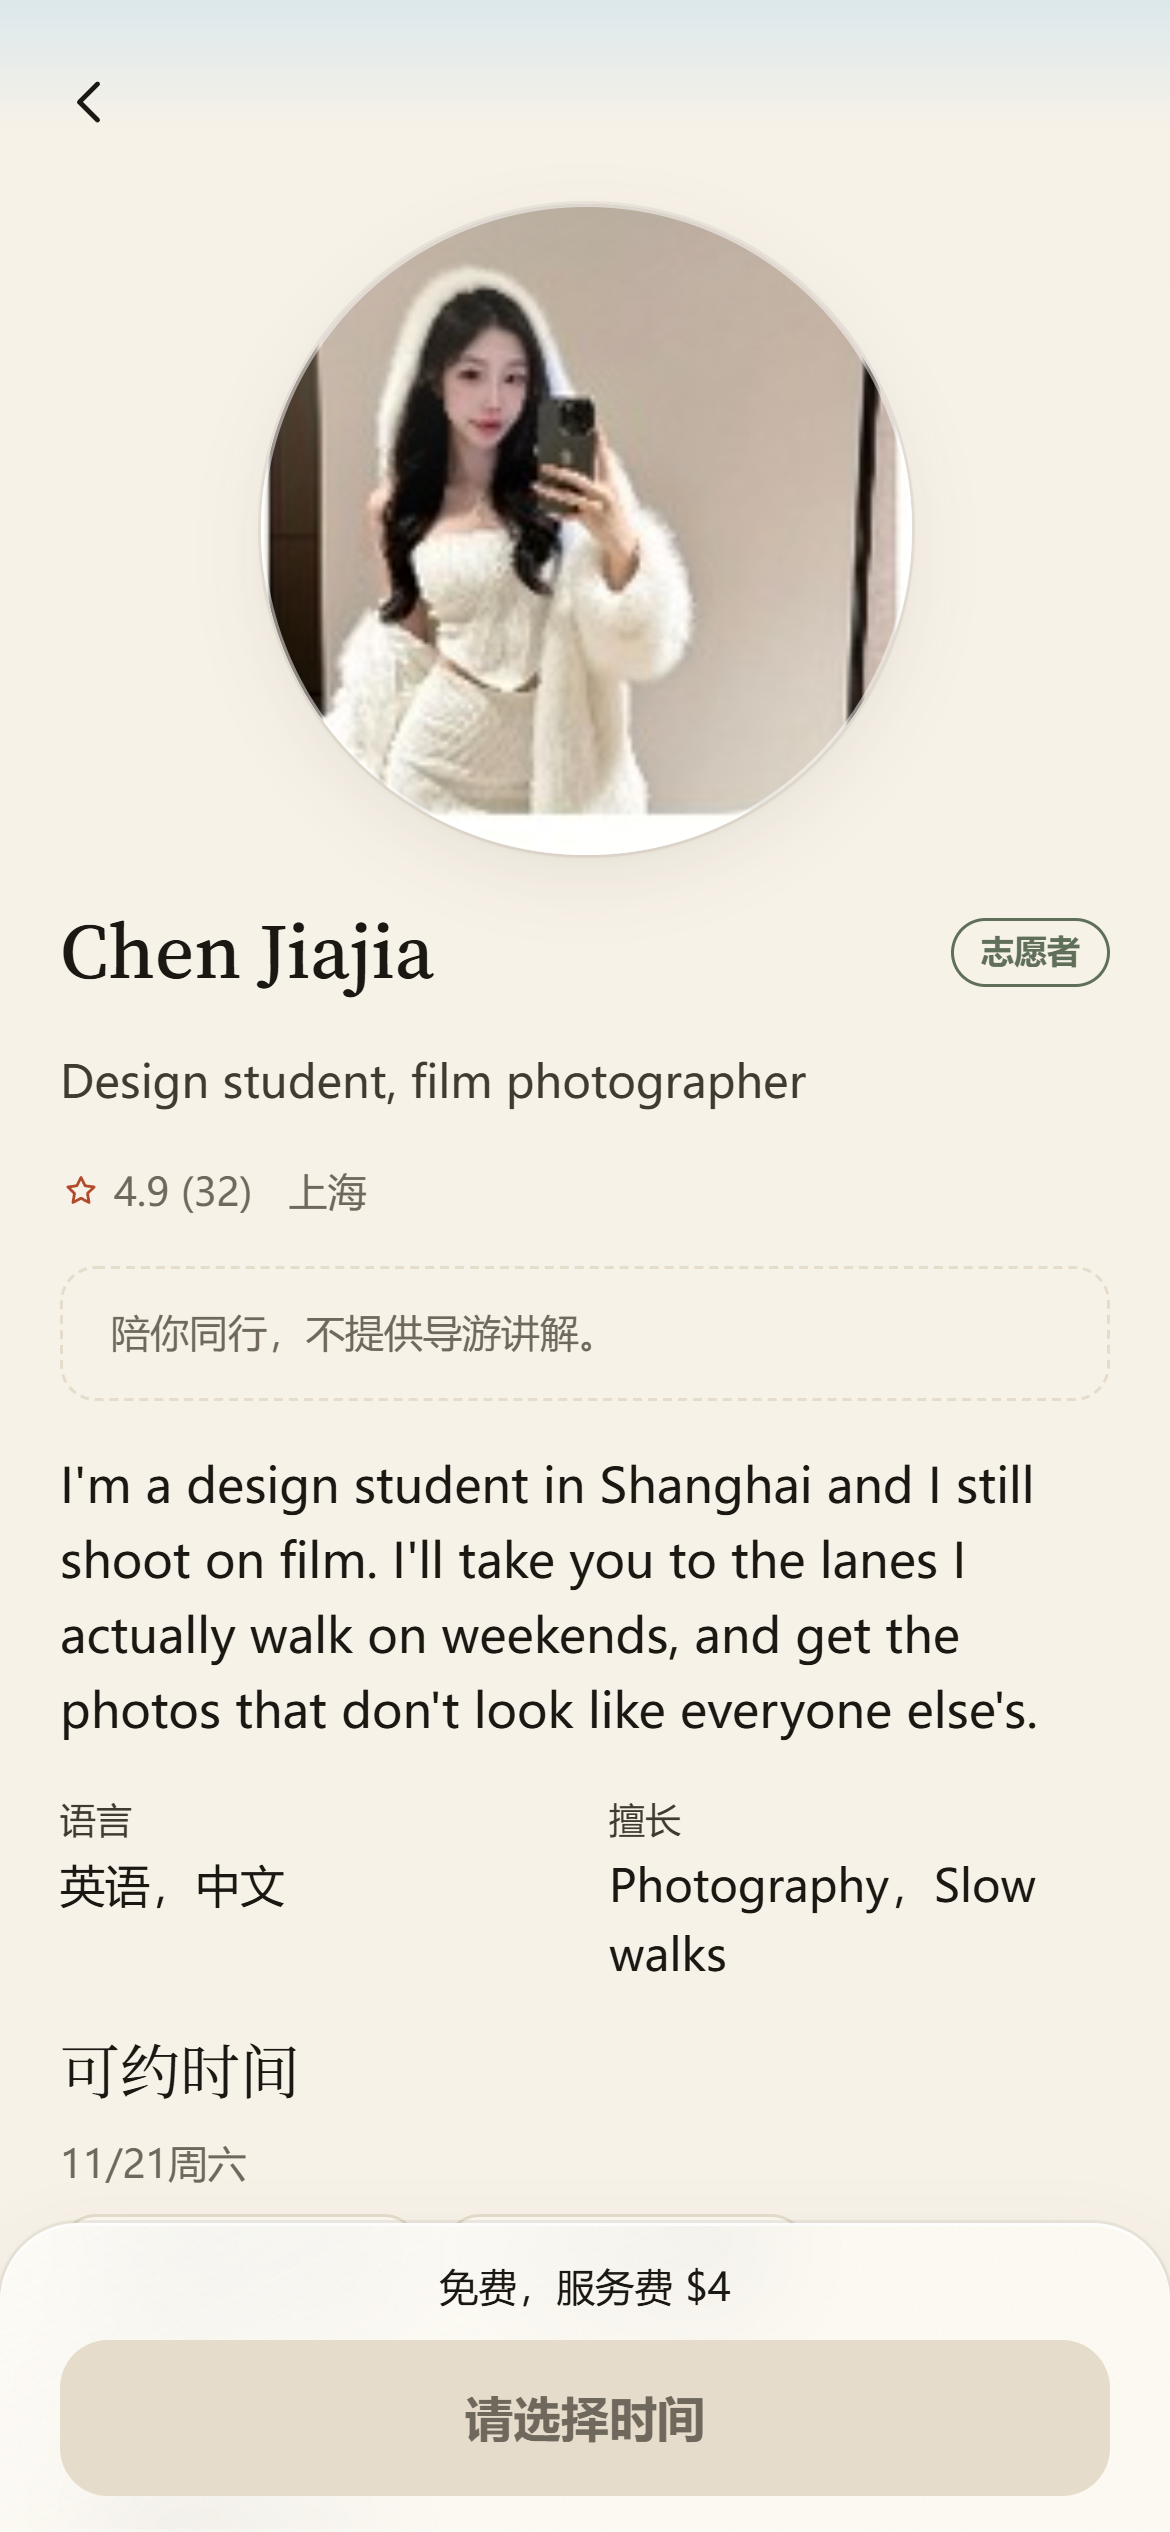 Chen Jiajia
志愿者
Design student, film photographer
4.9 (32) 上海
陪你同行，不提供导游讲解。
I'm a design student in Shanghai and I still
shoot on film. I'll take you to the lanes I
actually walk on weekends, and get the
photos that don't look like everyone else's.
语言
英语，中文
擅长
Photography，Slow
walks
可约时间
11/21周六
免费，服务费 $4
请选择时间